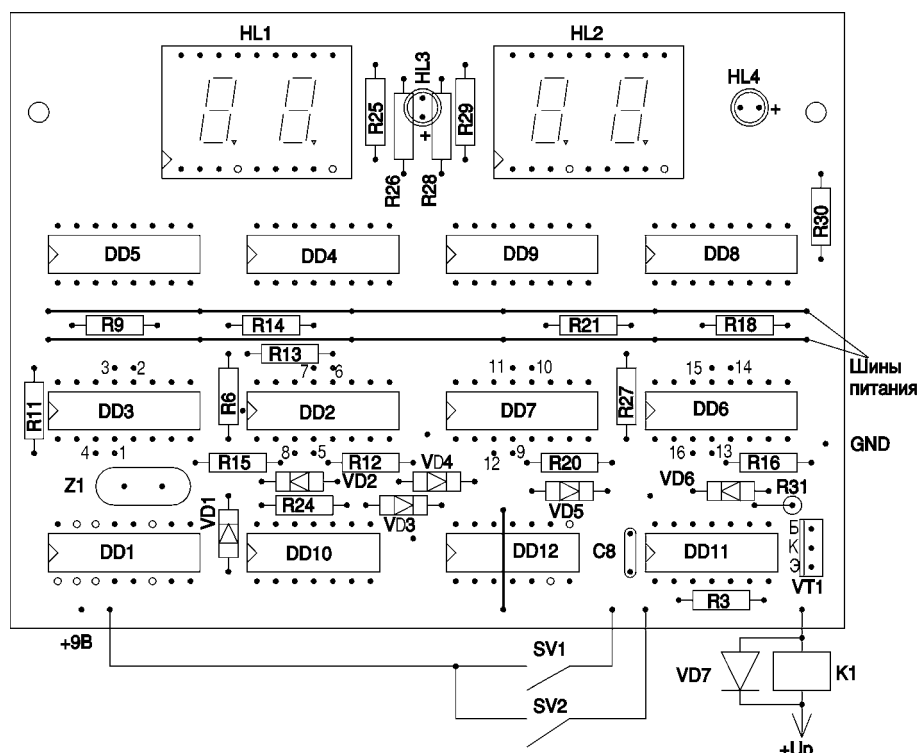 HL1
HL2
HL3
HL4
R25
R29
+
+
R26
R28
R30
DD5
DD4
DD9
DD8
R9
R14
R21
R18
R13
Шины
питания
3
2
7
6
11
10
15
14
R11
DD3
R6
DD2
DD7
R27
DD6
GND
4
1
R15
8
5
R12
VD4
12
9
R20
16
13
R16
Z1
VD2
VD6
R31
VD1
R24
VD3
VD5
DD1
DD10
DD12
C8
DD11
Б
К
Э
VT1
R3
+9В
SV1
VD7
K1
SV2
+Up